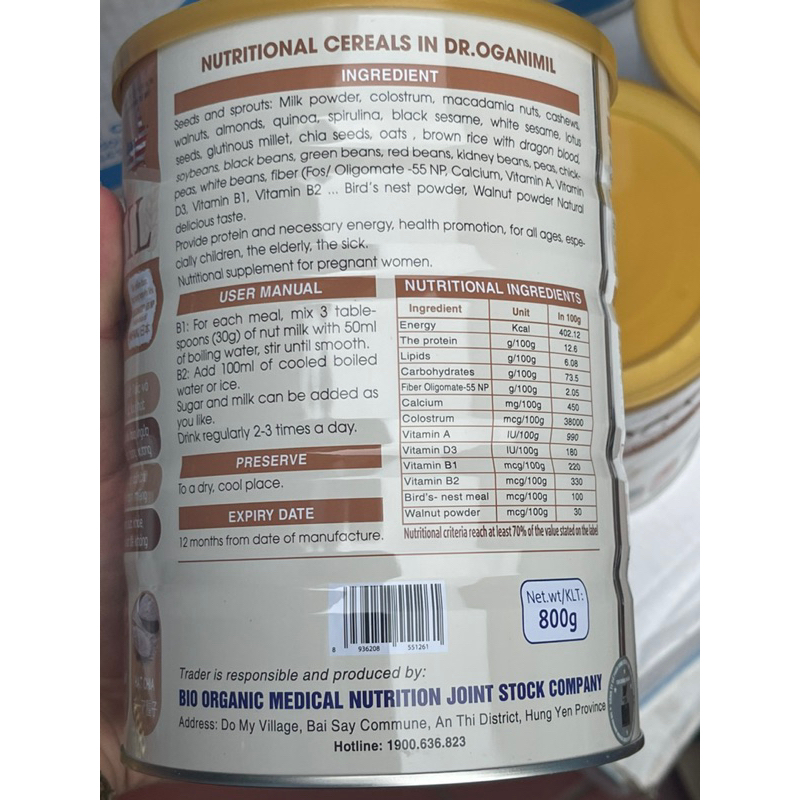 NUTRITIONAL CEREALS IN DR.OGANIMIL
INGREDIENT
Seeds and sprouts: Milk powder, colostrum, macadamia nuts, cashews,
walnuts, almonds, quinoa, spirulina, black sesame, white sesame, lotus
seeds, glutinous millet, chia seeds, oats , brown rice with dragon blood,
soybeans, black beans, green beans, red beans, kidney beans, peas, chick-
peas, white beans, fiber (Fos/ Oligomate -55 NP, Calcium, Vitamin A, Vitamin
D3, Vitamin B1, Vitamin B2 ... Bird's nest powder, Walnut powder Natural
delicious taste.
Provide protein and necessary energy, health promotion, for all ages, espe-
cially children, the elderly, the sick.
Nutritional supplement for pregnant women.
USER MANUAL
B1: For each meal, mix 3 table-
spoons (30g) of nut milk with 50ml
of boiling water, stir until smooth.
B2: Add 100ml of cooled boiled
water or ice.
Sugar and milk can be added as
you like.
Drink regularly 2-3 times a day.
PRESERVE
To a dry, cool place.
EXPIRY DATE
12 months from date of manufacture.
NUTRITIONAL INGREDIENTS
Ingredient Unit In 100g
Energy Kcal 402.12
The protein g/100g 12.6
Lipids g/100g 6.08
Carbohydrates g/100g 73.5
Fiber Oligomate-55 NP g/100g 2.05
Calcium mg/100g 450
Colostrum mcg/100g 38000
Vitamin A IU/100g 990
Vitamin D3 IU/100g 180
Vitamin B1 mcg/100g 220
Vitamin B2 mcg/100g 330
Bird's- nest meal mcg/100g 100
Walnut powder mcg/100g 30
Nutritional criteria reach at least 70% of the value stated on the label
8 936208 551261
Net.wt/KLT:
800g
Trader is responsible and produced by:
BIO ORGANIC MEDICAL NUTRITION JOINT STOCK COMPANY
Address: Do My Village, Bai Say Commune, An Thi District, Hung Yen Province
Hotline: 1900.636.823